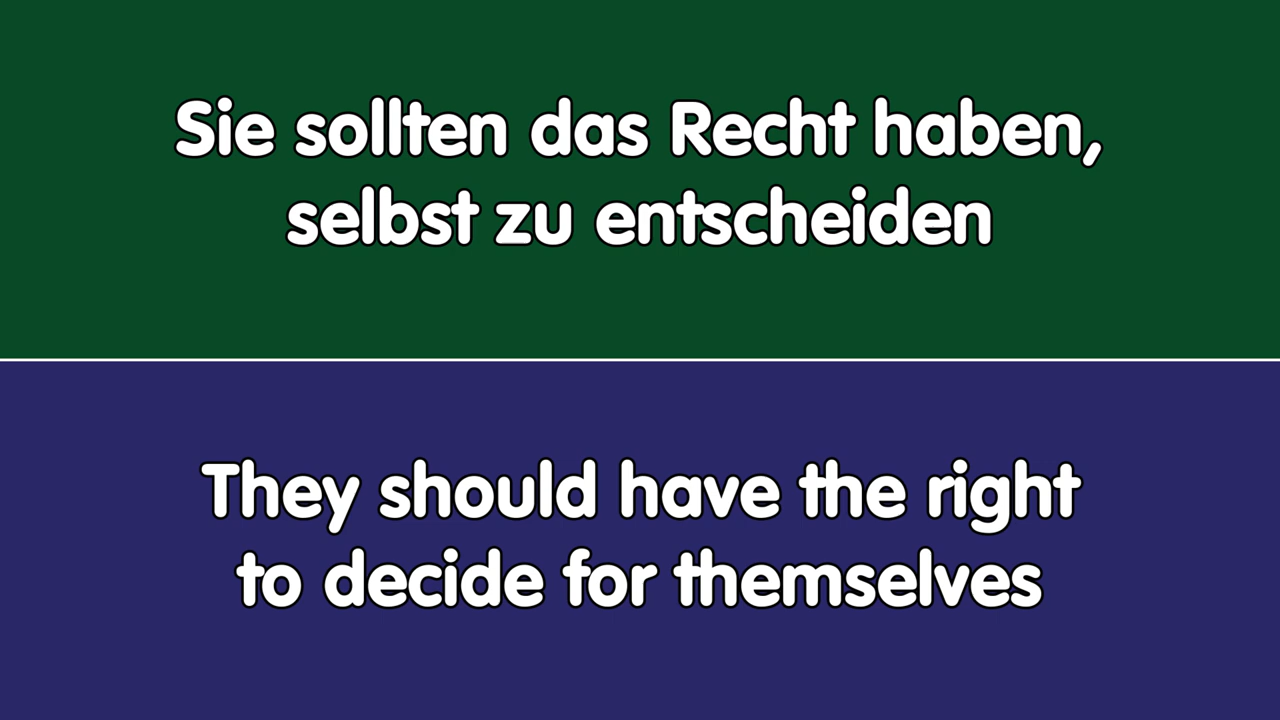 Sie sollten das Recht haben,
selbst zu entscheiden
They should have the right
to decide for themselves